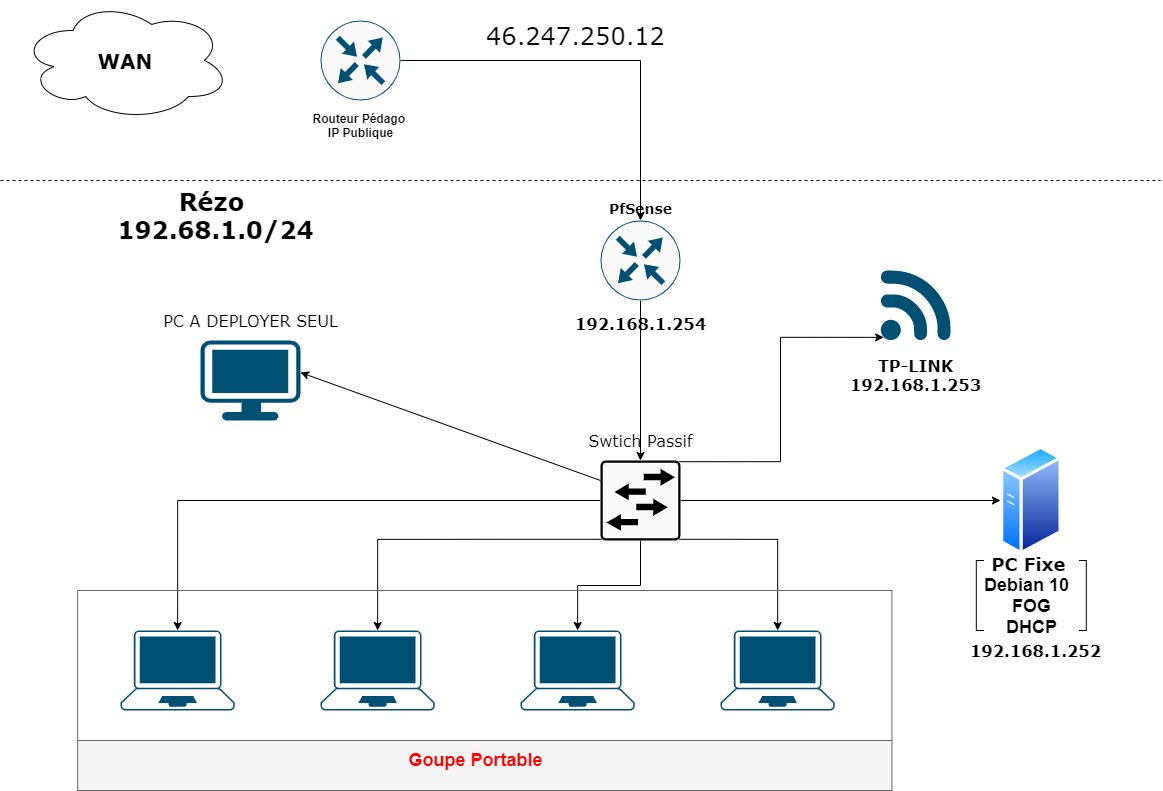 WAN
46.247.250.12
Routeur Pédago
IP Publique
Rézo
192.68.1.0/24
PfSense
192.168.1.254
PC A DEPLOYER SEUL
TP-LINK
192.168.1.253
Swtich Passif
PC Fixe
Debian 10
FOG
DHCP
192.168.1.252
Goupe Portable